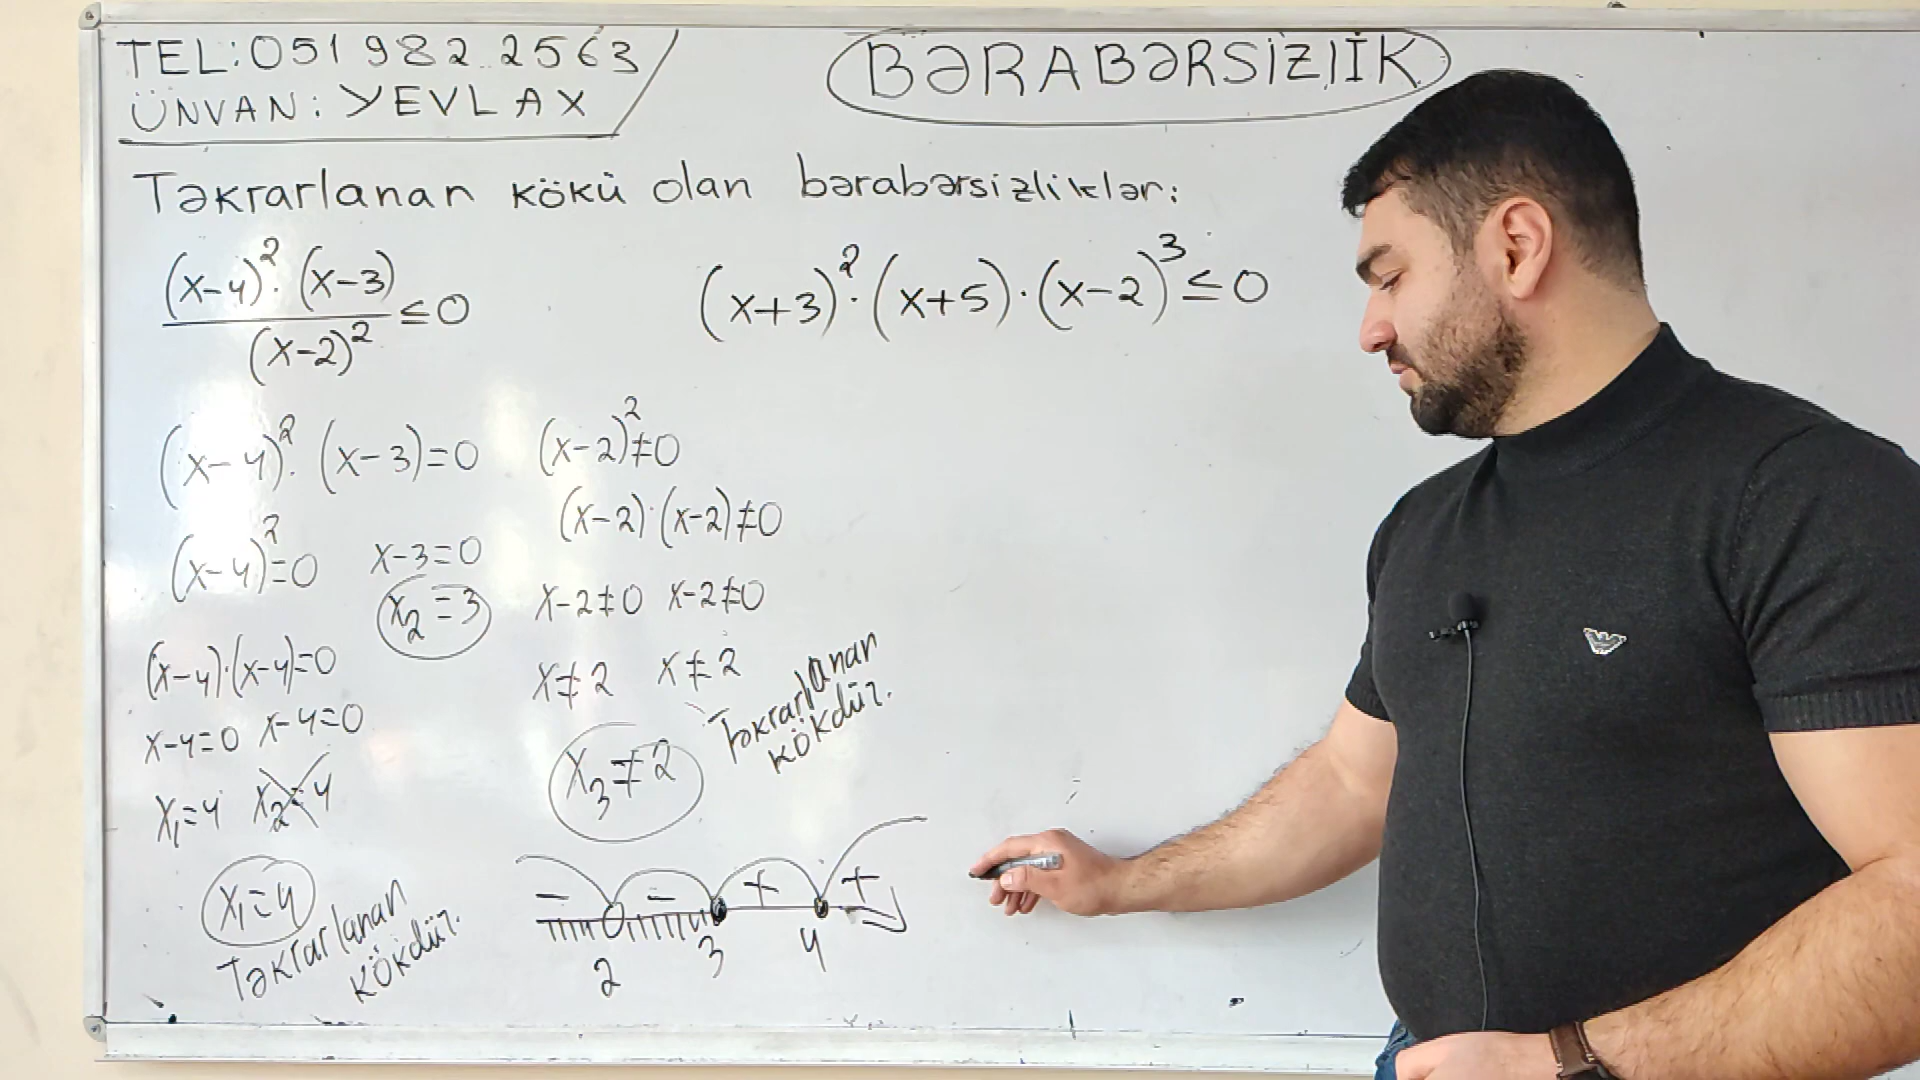 TEL: 051 982 2563
ÜNVAN: YEVLAX
BƏRABƏRSİZLİK
Təkrarlanan kökü olan bərabərsizliklər:
(x-4)²·(x-3)
(x-2)²
≤0
(x+3)²·(x+5)·(x-2)³≤0
(x-4)²·(x-3)=0
(x-4)²=0
x-3=0
x₂=3
(x-4)·(x-4)=0
x-4=0 x-4=0
x₁=4 x₂=4
x₁=4
Təkrarlanan
kökdür.
(x-2)²≠0
(x-2)·(x-2)≠0
x-2≠0 x-2≠0
x≠2 x≠2
x₃≠2
Təkrarlanan
kökdür.
- - + +
2 3 4